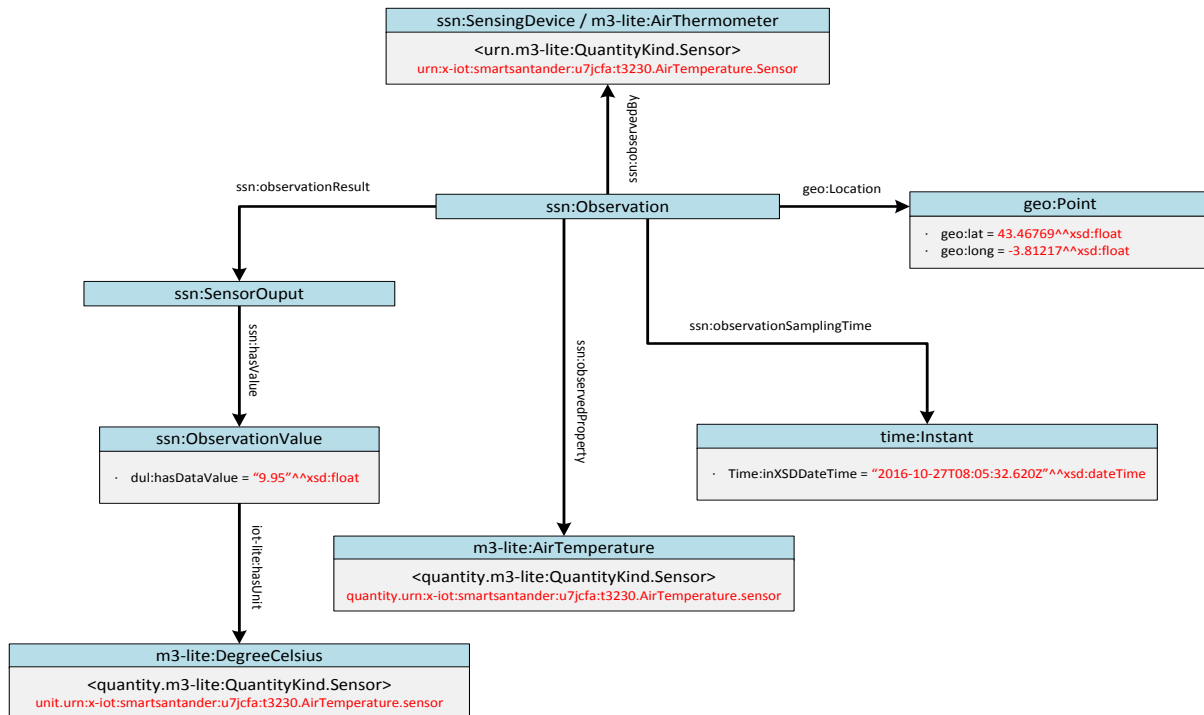 ssn:SensingDevice / m3-lite:AirThermometer
<urn.m3-lite:QuantityKind.Sensor>
urn:x-iot:smartsantander:u7jcfa:t3230.AirTemperature.Sensor
ssn:observedBy
ssn:observationResult
geo:Location
ssn:Observation
geo:Point
· geo:lat = 43.46769^^xsd:float
· geo:long = -3.81217^^xsd:float
ssn:SensorOuput
ssn:observationSamplingTime
ssn:hasValue
ssn:observedProperty
ssn:ObservationValue
· dul:hasDataValue = “9.95”^^xsd:float
time:Instant
· Time:inXSDDateTime = “2016-10-27T08:05:32.620Z”^^xsd:dateTime
iot-lite:hasUnit
m3-lite:AirTemperature
<quantity.m3-lite:QuantityKind.Sensor>
quantity.urn:x-iot:smartsantander:u7jcfa:t3230.AirTemperature.sensor
m3-lite:DegreeCelsius
<quantity.m3-lite:QuantityKind.Sensor>
unit.urn:x-iot:smartsantander:u7jcfa:t3230.AirTemperature.sensor